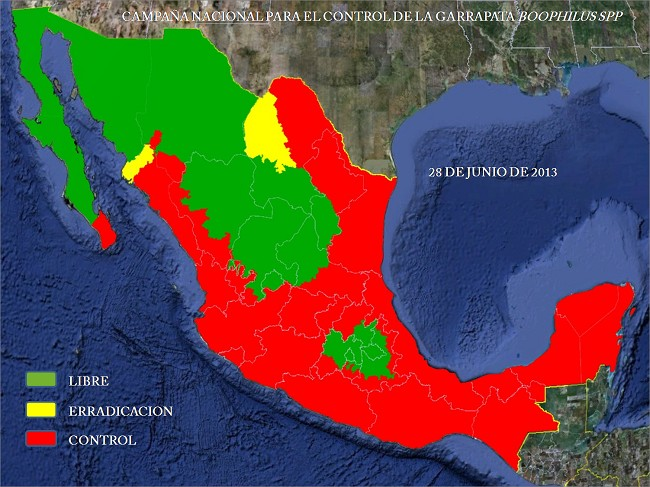 CAMPAÑA NACIONAL PARA EL CONTROL DE LA GARRAPATA BOOPHILUS SPP
28 DE JUNIO DE 2013
LIBRE
ERRADICACION
CONTROL